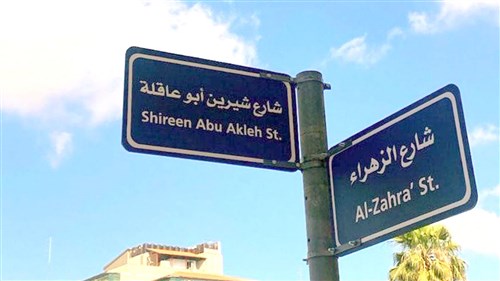 شارع شيرين أبو عاقلة
Shireen Abu Akleh St.
شارع الزهراء
Al-Zahra' St.